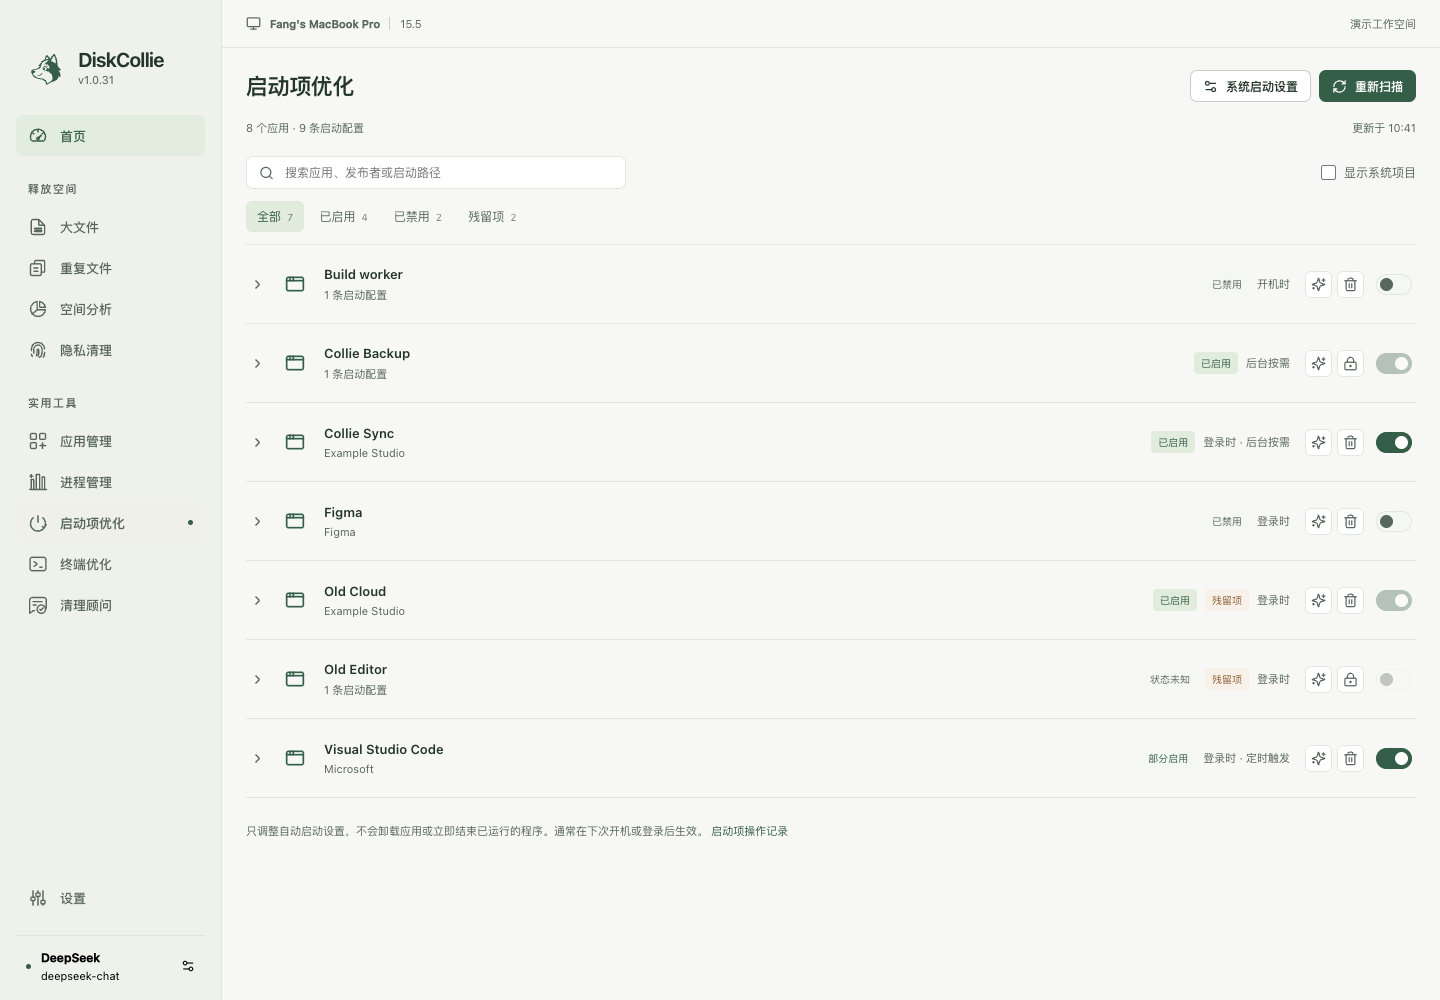 DiskCollie
v1.0.31
首页
释放空间
大文件
重复文件
空间分析
隐私清理
实用工具
应用管理
进程管理
启动项优化
终端优化
清理顾问
设置
DeepSeek
deepseek-chat
Fang's MacBook Pro 15.5
演示工作空间
启动项优化
系统启动设置
重新扫描
8 个应用 · 9 条启动配置
更新于 10:41
搜索应用、发布者或启动路径
显示系统项目
全部 7 已启用 4 已禁用 2 残留项 2
Build worker
1 条启动配置
已禁用 开机时
Collie Backup
1 条启动配置
已启用 后台按需
Collie Sync
Example Studio
已启用 登录时 · 后台按需
Figma
Figma
已禁用 登录时
Old Cloud
Example Studio
已启用 残留项 登录时
Old Editor
1 条启动配置
状态未知 残留项 登录时
Visual Studio Code
Microsoft
部分启用 登录时 · 定时触发
只调整自动启动设置，不会卸载应用或立即结束已运行的程序。通常在下次开机或登录后生效。 启动项操作记录